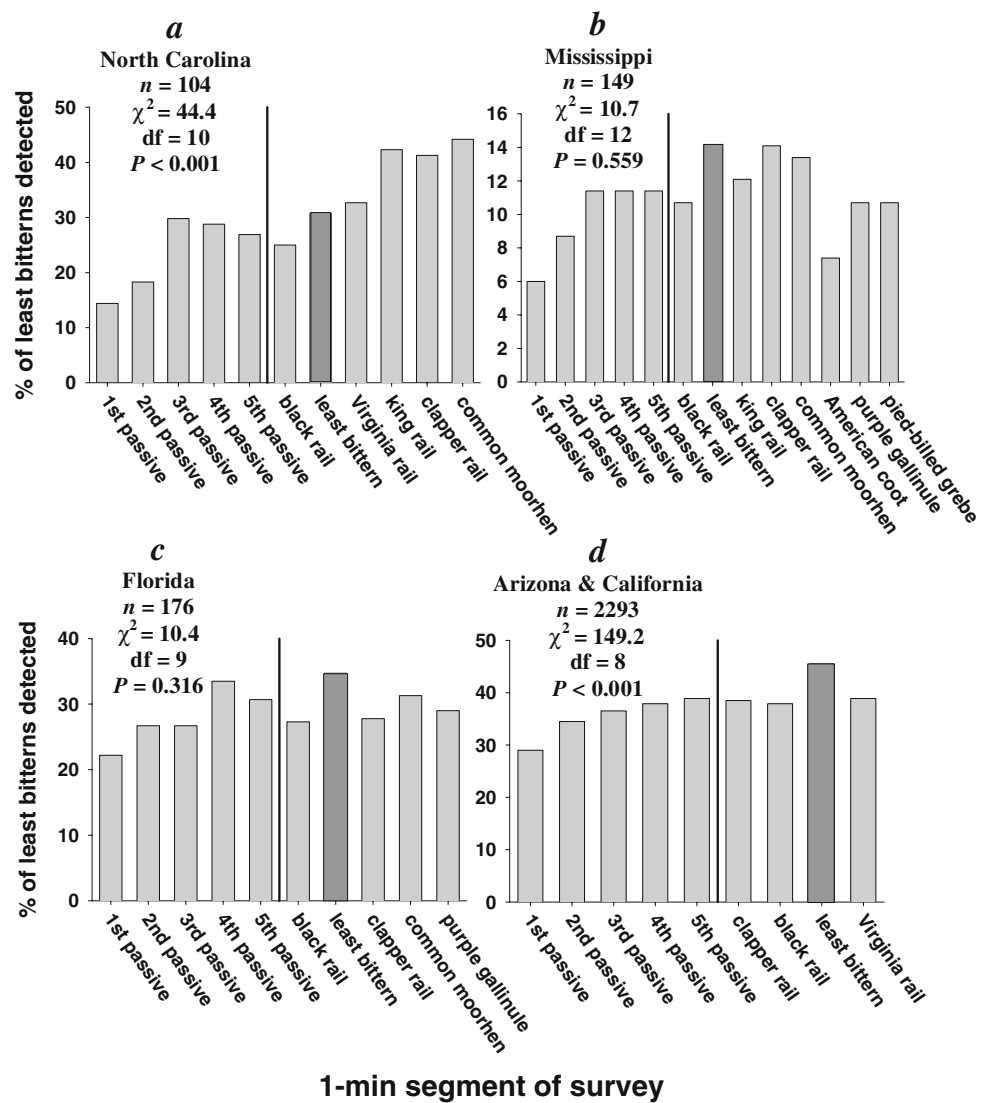 a
North Carolina
n = 104
χ² = 44.4
df = 10
P < 0.001
% of least bitterns detected
50
40
30
20
10
0
1st passive
2nd passive
3rd passive
4th passive
5th passive
black rail
least bittern
Virginia rail
king rail
clapper rail
common moorhen
b
Mississippi
n = 149
χ² = 10.7
df = 12
P = 0.559
16
14
12
10
8
6
4
2
0
1st passive
2nd passive
3rd passive
4th passive
5th passive
black rail
least bittern
king rail
clapper rail
common moorhen
American coot
purple gallinule
pied-billed grebe
c
Florida
n = 176
χ² = 10.4
df = 9
P = 0.316
% of least bitterns detected
40
30
20
10
0
1st passive
2nd passive
3rd passive
4th passive
5th passive
black rail
least bittern
clapper rail
common moorhen
purple gallinule
d
Arizona & California
n = 2293
χ² = 149.2
df = 8
P < 0.001
50
40
30
20
10
0
1st passive
2nd passive
3rd passive
4th passive
5th passive
clapper rail
black rail
least bittern
Virginia rail
1-min segment of survey